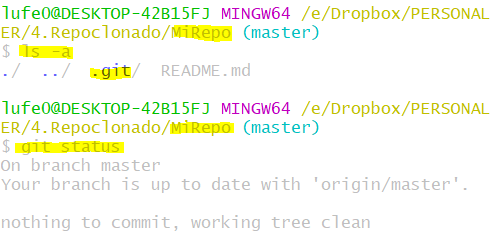 lufe0@DESKTOP-42B15FJ MINGW64 /e/Dropbox/PERSONAL
ER/4.Repoclonado/MiRepo (master)
$ ls -a
./  ../  .git/  README.md
lufe0@DESKTOP-42B15FJ MINGW64 /e/Dropbox/PERSONAL
ER/4.Repoclonado/MiRepo (master)
$ git status
On branch master
Your branch is up to date with 'origin/master'.
nothing to commit, working tree clean